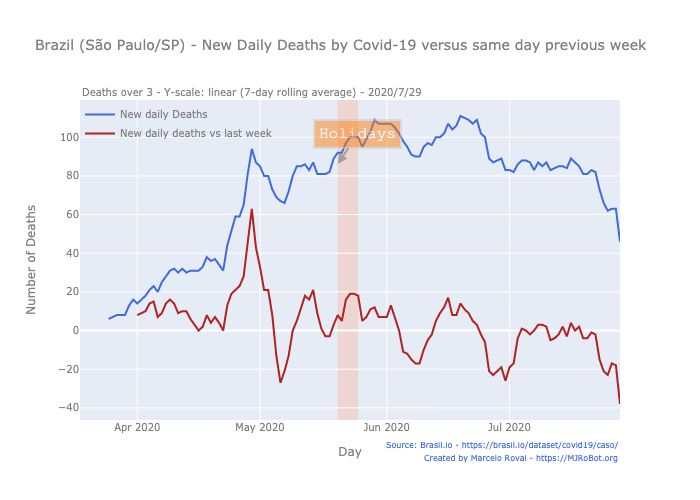 Brazil (São Paulo/SP) - New Daily Deaths by Covid-19 versus same day previous week
Deaths over 3 - Y-scale: linear (7-day rolling average) - 2020/7/29
New daily Deaths
New daily deaths vs last week
Holidays
Number of Deaths
100
80
60
40
20
0
−20
−40
Apr 2020 May 2020 Jun 2020 Jul 2020
Day
Source: Brasil.io - https://brasil.io/dataset/covid19/caso/
Created by Marcelo Rovai - https://MJRoBot.org